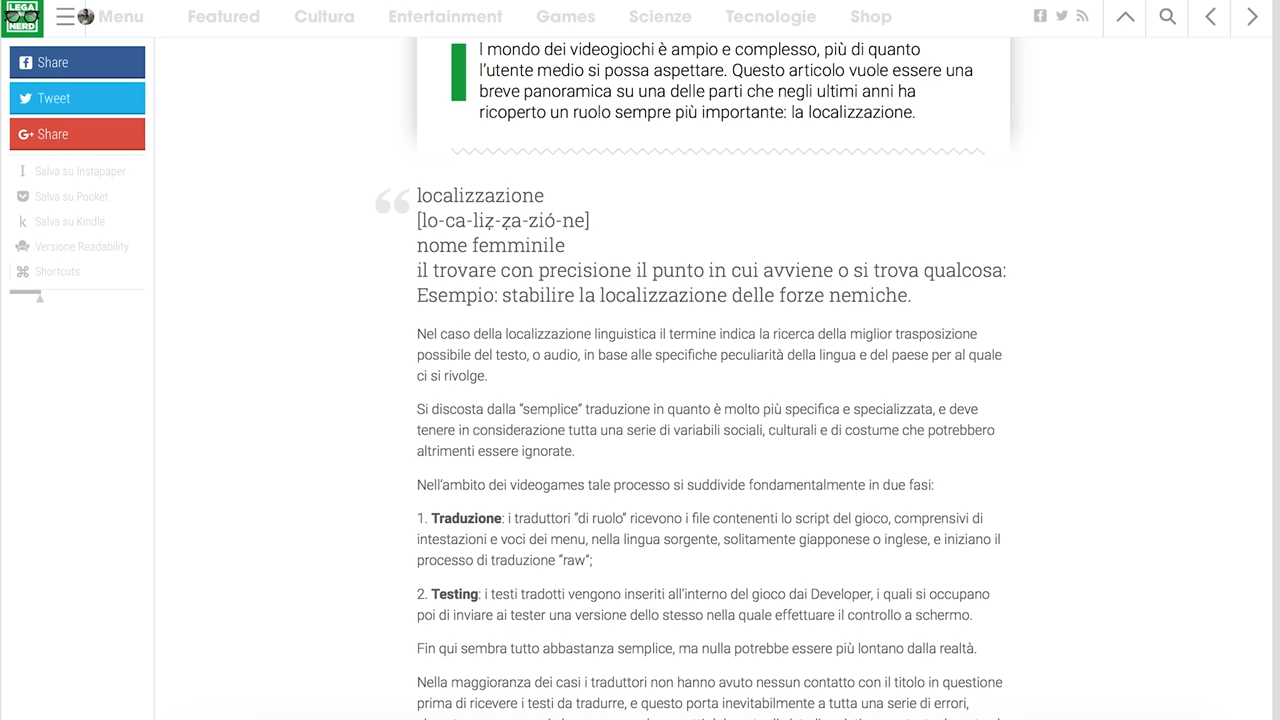 LEGA
NERD
Menu
Featured
Cultura
Entertainment
Games
Scienze
Tecnologie
Shop
Share
Tweet
G+ Share
Salva su Instapaper
Salva su Pocket
k Salva su Kindle
Versione Readability
⌘ Shortcuts
I mondo dei videogiochi è ampio e complesso, più di quanto
l'utente medio si possa aspettare. Questo articolo vuole essere una
breve panoramica su una delle parti che negli ultimi anni ha
ricoperto un ruolo sempre più importante: la localizzazione.
localizzazione
[lo-ca-liẓ-ẓa-zió-ne]
nome femminile
il trovare con precisione il punto in cui avviene o si trova qualcosa:
Esempio: stabilire la localizzazione delle forze nemiche.
Nel caso della localizzazione linguistica il termine indica la ricerca della miglior trasposizione
possibile del testo, o audio, in base alle specifiche peculiarità della lingua e del paese per al quale
ci si rivolge.
Si discosta dalla "semplice" traduzione in quanto è molto più specifica e specializzata, e deve
tenere in considerazione tutta una serie di variabili sociali, culturali e di costume che potrebbero
altrimenti essere ignorate.
Nell'ambito dei videogames tale processo si suddivide fondamentalmente in due fasi:
1. Traduzione: i traduttori "di ruolo" ricevono i file contenenti lo script del gioco, comprensivi di
intestazioni e voci dei menu, nella lingua sorgente, solitamente giapponese o inglese, e iniziano il
processo di traduzione "raw";
2. Testing: i testi tradotti vengono inseriti all'interno del gioco dai Developer, i quali si occupano
poi di inviare ai tester una versione dello stesso nella quale effettuare il controllo a schermo.
Fin qui sembra tutto abbastanza semplice, ma nulla potrebbe essere più lontano dalla realtà.
Nella maggioranza dei casi i traduttori non hanno avuto nessun contatto con il titolo in questione
prima di ricevere i testi da tradurre, e questo porta inevitabilmente a tutta una serie di errori,